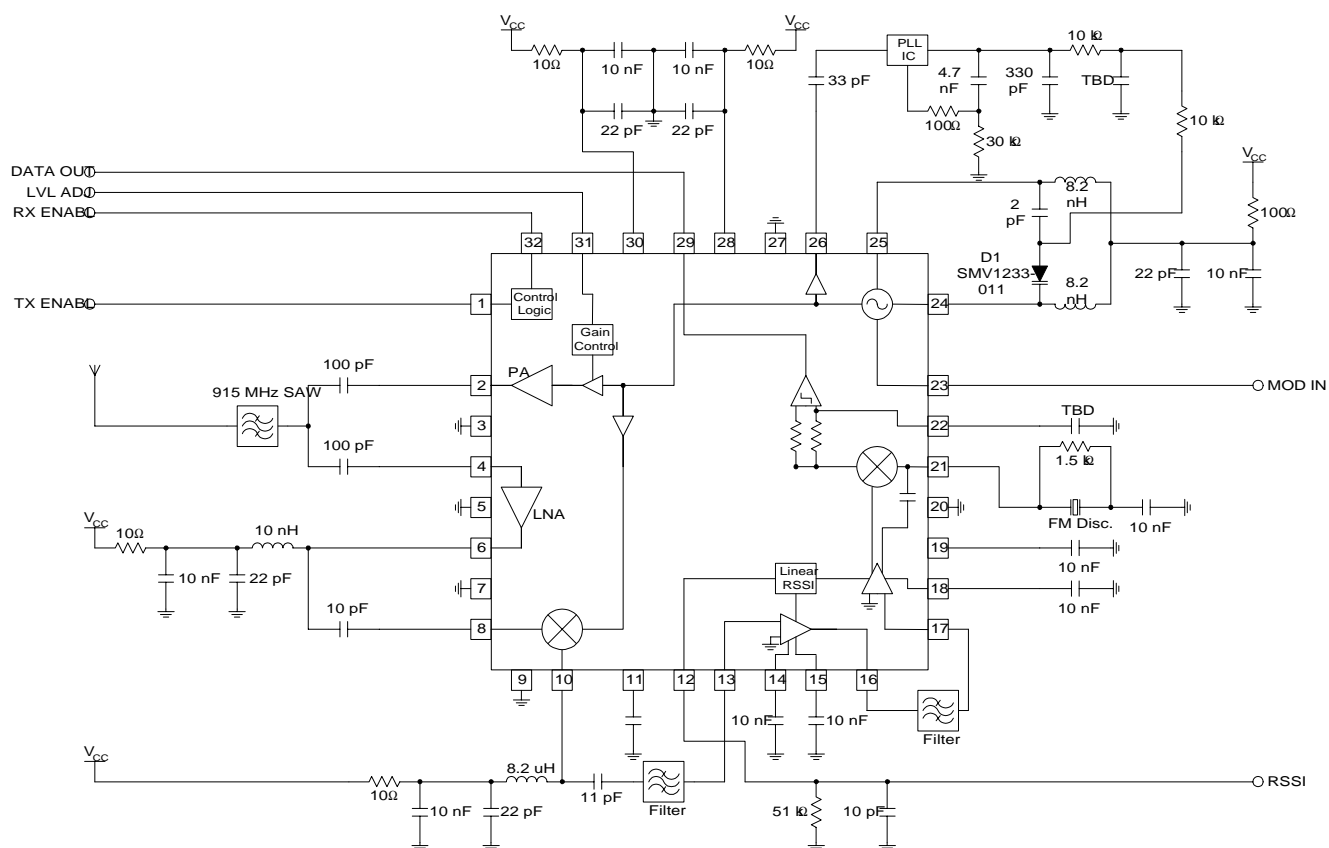 VCC
VCC
10Ω
10 nF
10 nF
10Ω
22 pF
22 pF
33 pF
PLL
IC
4.7
nF
330
pF
10 kΩ
TBD
100Ω
30 kΩ
10 kΩ
VCC
100Ω
DATA OUT
LVL ADJ
RX ENABL
TX ENABL
8.2
nH
2
pF
D1
SMV1233-
011
8.2
nH
22 pF
10 nF
32
31
30
29
28
27
26
25
1
Control
Logic
Gain
Control
24
100 pF
2
PA
23
MOD IN
915 MHz SAW
3
22
TBD
100 pF
4
21
1.5 kΩ
5
LNA
20
FM Disc.
10 nF
VCC
10Ω
10 nH
6
19
10 nF
10 nF
22 pF
7
Linear
RSSI
18
10 nF
10 pF
8
17
9
10
11
12
13
14
15
16
10 nF
10 nF
Filter
VCC
10Ω
8.2 uH
11 pF
Filter
RSSI
10 nF
22 pF
51 kΩ
10 pF